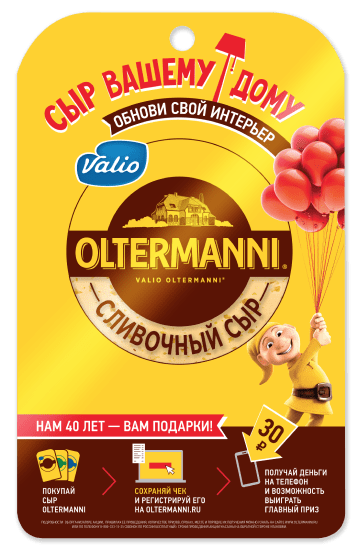 СЫР ВАШЕМУ ДОМУ
ОБНОВИ СВОЙ ИНТЕРЬЕР
Valio
OLTERMANNI®
VALIO OLTERMANNI®
СЛИВОЧНЫЙ СЫР
НАМ 40 ЛЕТ — ВАМ ПОДАРКИ!
30 ₽
ПОКУПАЙ
СЫР
OLTERMANNI
СОХРАНЯЙ ЧЕК
И РЕГИСТРИРУЙ ЕГО
НА OLTERMANNI.RU
ПОЛУЧАЙ ДЕНЬГИ
НА ТЕЛЕФОН
И ВОЗМОЖНОСТЬ
ВЫИГРАТЬ
ГЛАВНЫЙ ПРИЗ